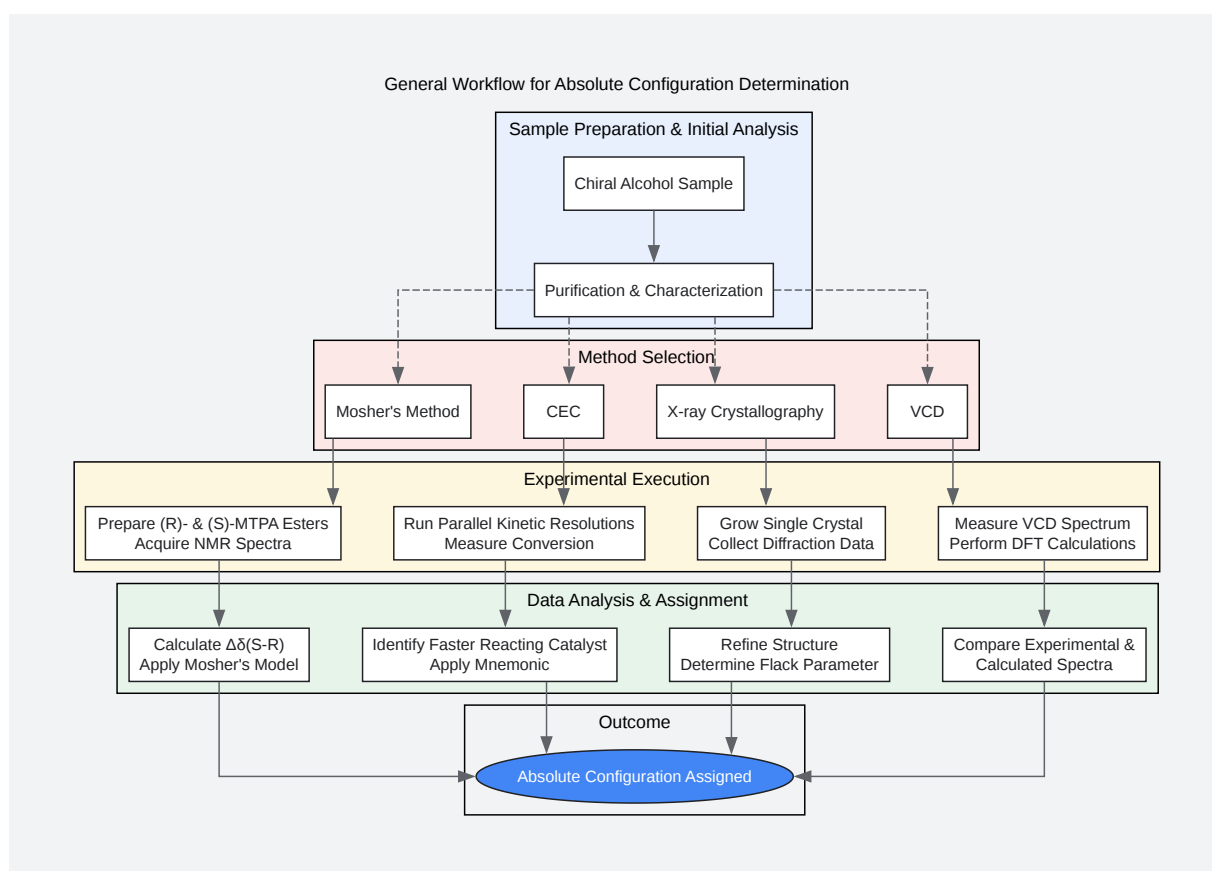 General Workflow for Absolute Configuration Determination
Sample Preparation & Initial Analysis
Chiral Alcohol Sample
Purification & Characterization
Method Selection
Mosher's Method
CEC
X-ray Crystallography
VCD
Experimental Execution
Prepare (R)- & (S)-MTPA Esters
Acquire NMR Spectra
Run Parallel Kinetic Resolutions
Measure Conversion
Grow Single Crystal
Collect Diffraction Data
Measure VCD Spectrum
Perform DFT Calculations
Data Analysis & Assignment
Calculate Δδ(S-R)
Apply Mosher's Model
Identify Faster Reacting Catalyst
Apply Mnemonic
Refine Structure
Determine Flack Parameter
Compare Experimental &
Calculated Spectra
Outcome
Absolute Configuration Assigned